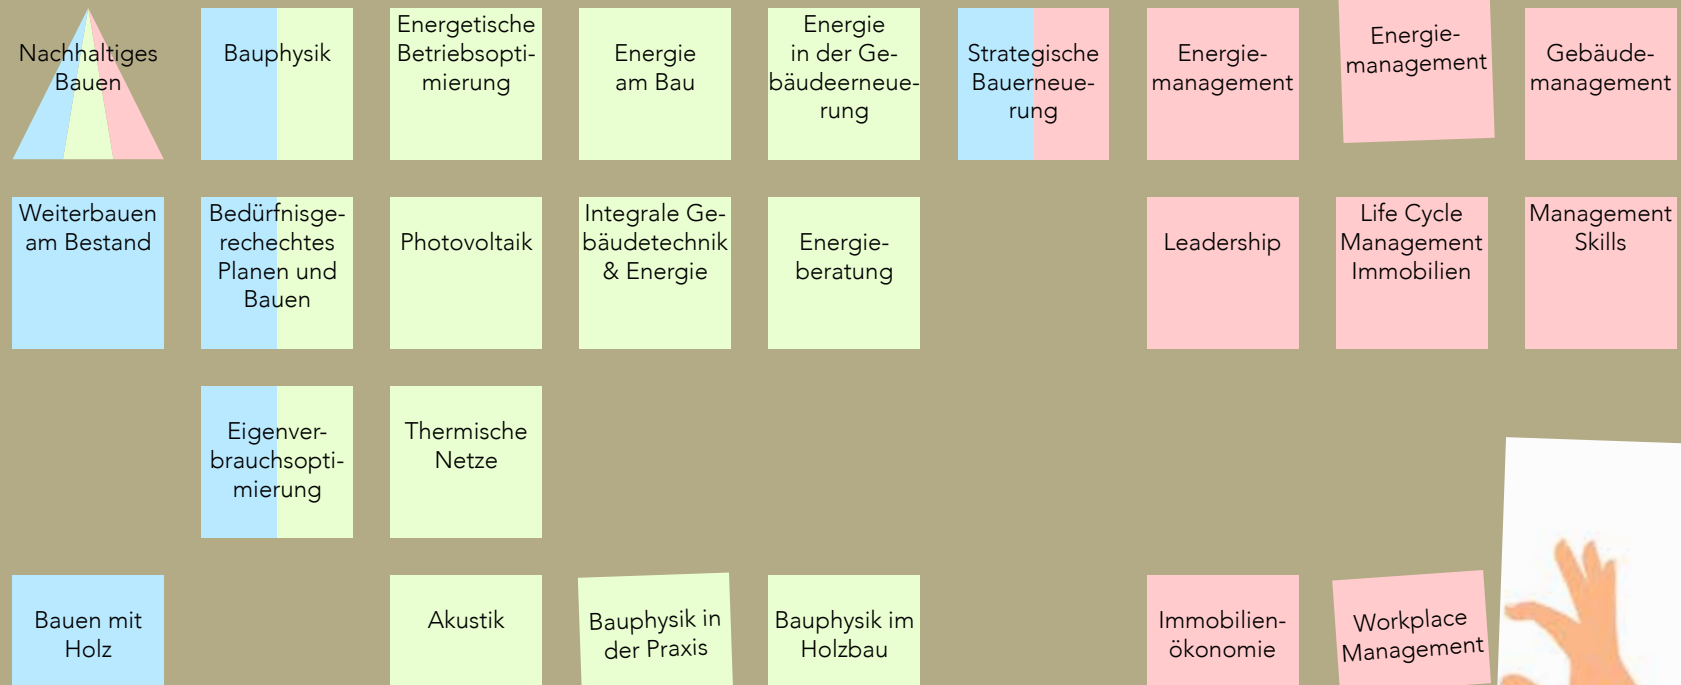 Nachhaltiges
Bauen
Bauphysik
Energetische
Betriebsopti-
mierung
Energie
am Bau
Energie
in der Ge-
bäudeerneue-
rung
Strategische
Bauerneue-
rung
Energie-
management
Energie-
management
Gebäude-
management
Weiterbauen
am Bestand
Bedürfnisge-
rechechtes
Planen und
Bauen
Photovoltaik
Integrale Ge-
bäudetechnik
& Energie
Energie-
beratung
Leadership
Life Cycle
Management
Immobilien
Management
Skills
Eigenver-
brauchsopti-
mierung
Thermische
Netze
Bauen mit
Holz
Akustik
Bauphysik in
der Praxis
Bauphysik im
Holzbau
Immobilien-
ökonomie
Workplace
Management